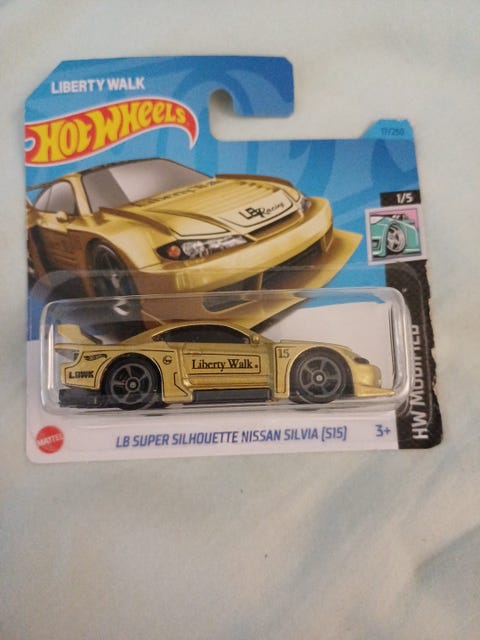 LIBERTY WALK
HOT WHEELS
17/250
1/5
LB Racing
HW MODIFIED
Liberty Walk.
15
LBWK
MATTEL
LB SUPER SILHOUETTE NISSAN SILVIA [S15]
3+